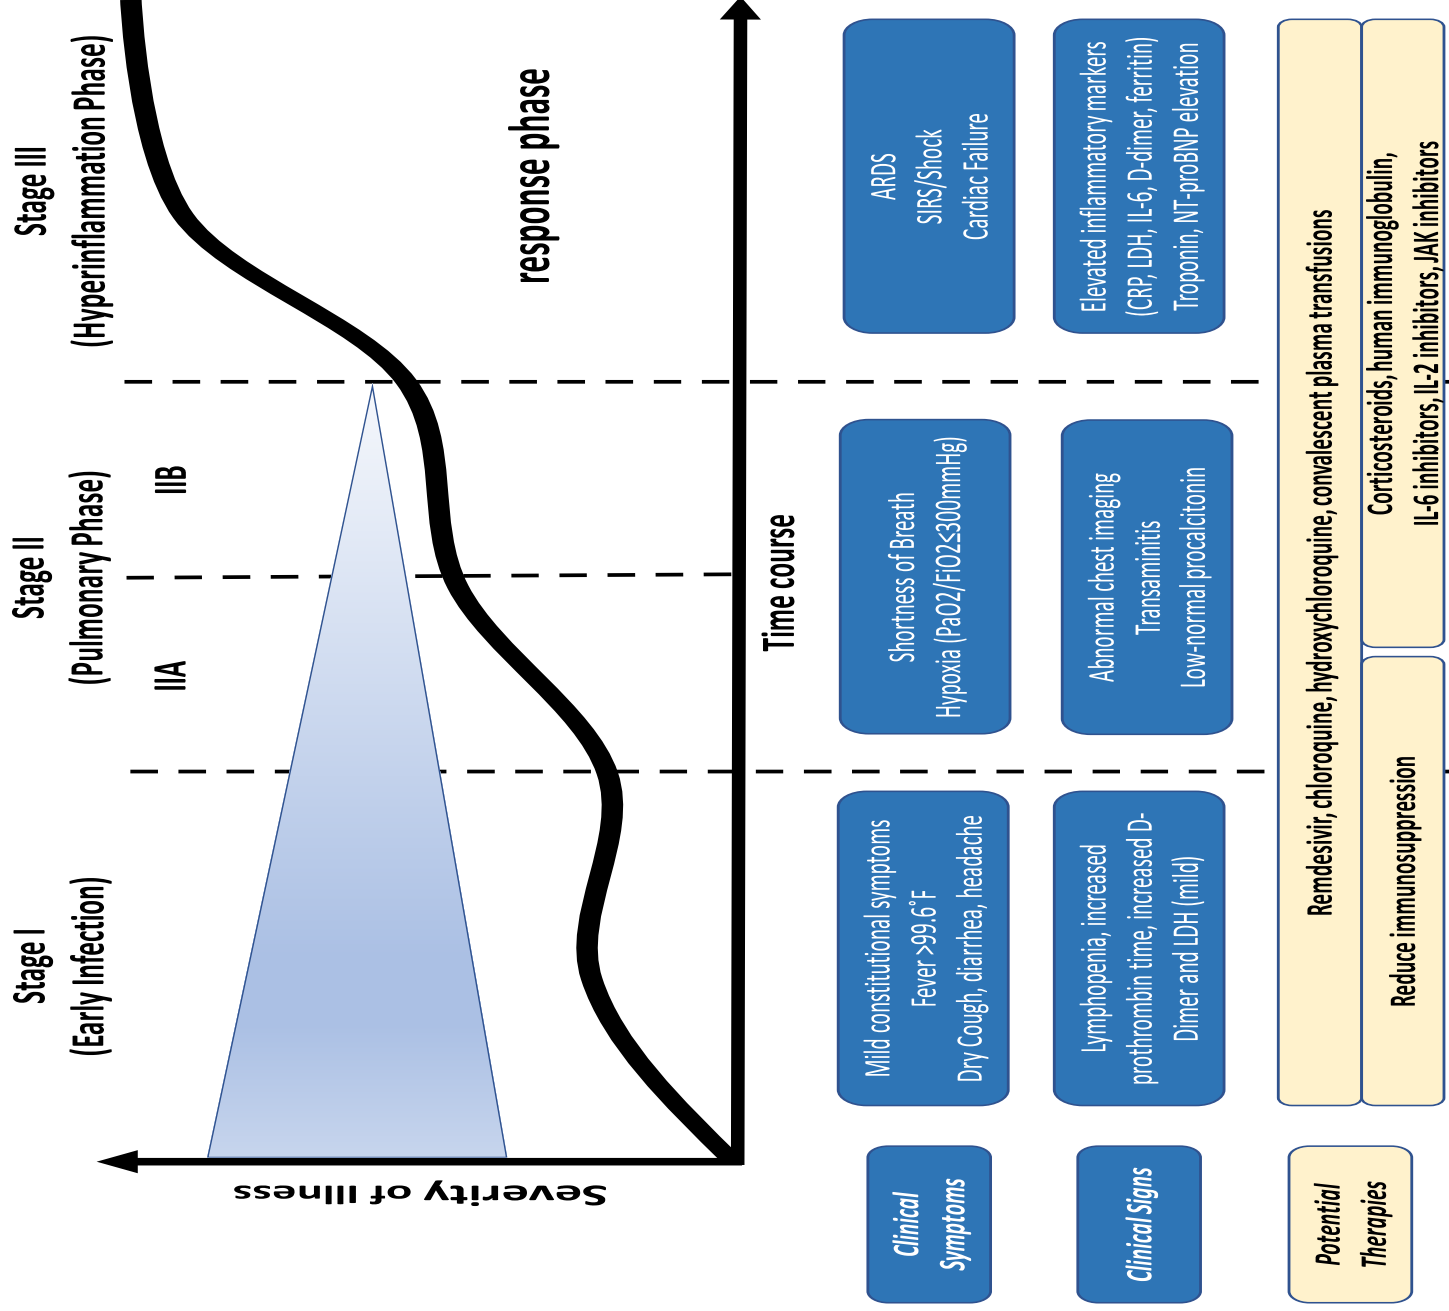 Stage I
(Early Infection)
Stage II
(Pulmonary Phase)
Stage III
(Hyperinflammation Phase)
IIA
IIB
Severity of Illness
response phase
Time course
Clinical
Symptoms
Mild constitutional symptoms
Fever >99.6°F
Dry Cough, diarrhea, headache
Shortness of Breath
Hypoxia (PaO2/FiO2≤300mmHg)
ARDS
SIRS/Shock
Cardiac Failure
Clinical Signs
Lymphopenia, increased
prothrombin time, increased D-
Dimer and LDH (mild)
Abnormal chest imaging
Transaminitis
Low-normal procalcitonin
Elevated inflammatory markers
(CRP, LDH, IL-6, D-dimer, ferritin)
Troponin, NT-proBNP elevation
Potential
Therapies
Remdesivir, chloroquine, hydroxychloroquine, convalescent plasma transfusions
Reduce immunosuppression
Corticosteroids, human immunoglobulin,
IL-6 inhibitors, IL-2 inhibitors, JAK inhibitors